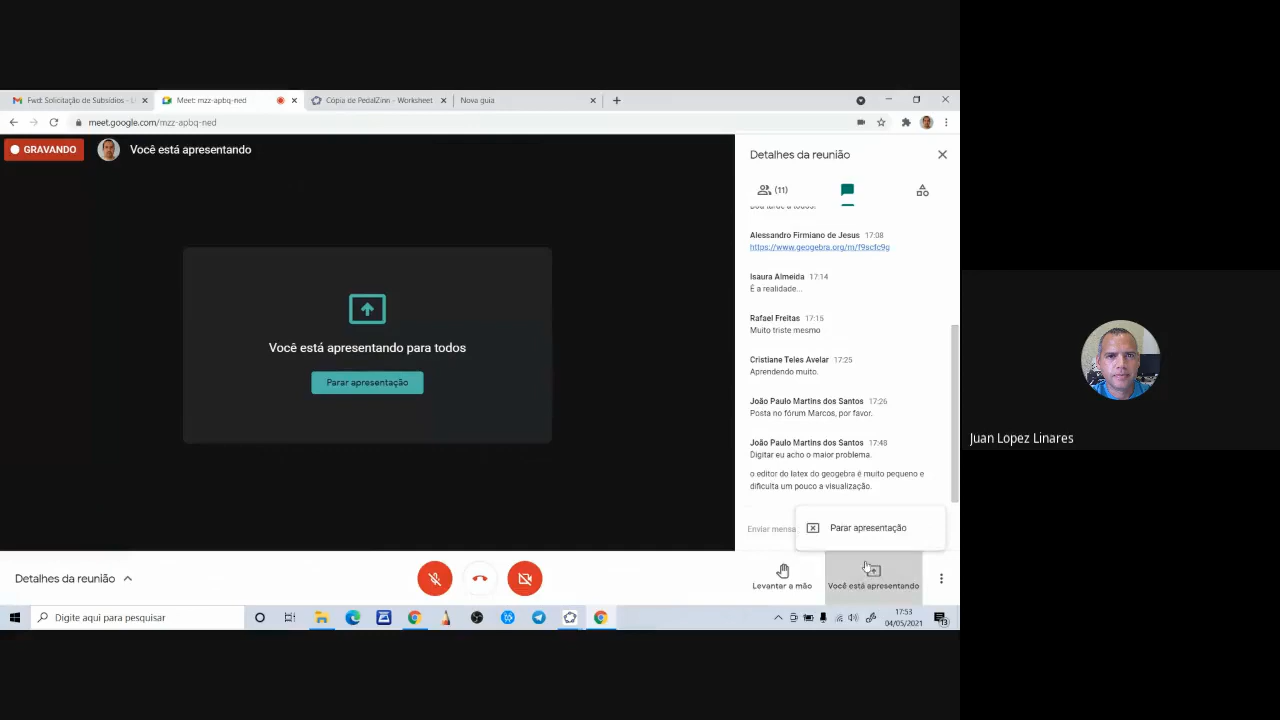 Fwd: Solicitação de Subsídios - L
Meet: mzz-apbq-ned
Cópia de PedalZinn - Worksheet
Nova guia
meet.google.com/mzz-apbq-ned
GRAVANDO
Você está apresentando
Detalhes da reunião
(11)
Boa tarde a todos!
Alessandro Firmiano de Jesus 17:08
https://www.geogebra.org/m/f9scfc9g
Isaura Almeida 17:14
É a realidade...
Rafael Freitas 17:15
Muito triste mesmo
Cristiane Teles Avelar 17:25
Aprendendo muito.
João Paulo Martins dos Santos 17:26
Posta no fórum Marcos, por favor.
João Paulo Martins dos Santos 17:48
Digitar eu acho o maior problema.
o editor do latex do geogebra é muito pequeno e
dificulta um pouco a visualização.
Você está apresentando para todos
Parar apresentação
Enviar mensa
Parar apresentação
Detalhes da reunião
Levantar a mão
Você está apresentando
Digite aqui para pesquisar
17:53
04/05/2021
13
Juan Lopez Linares